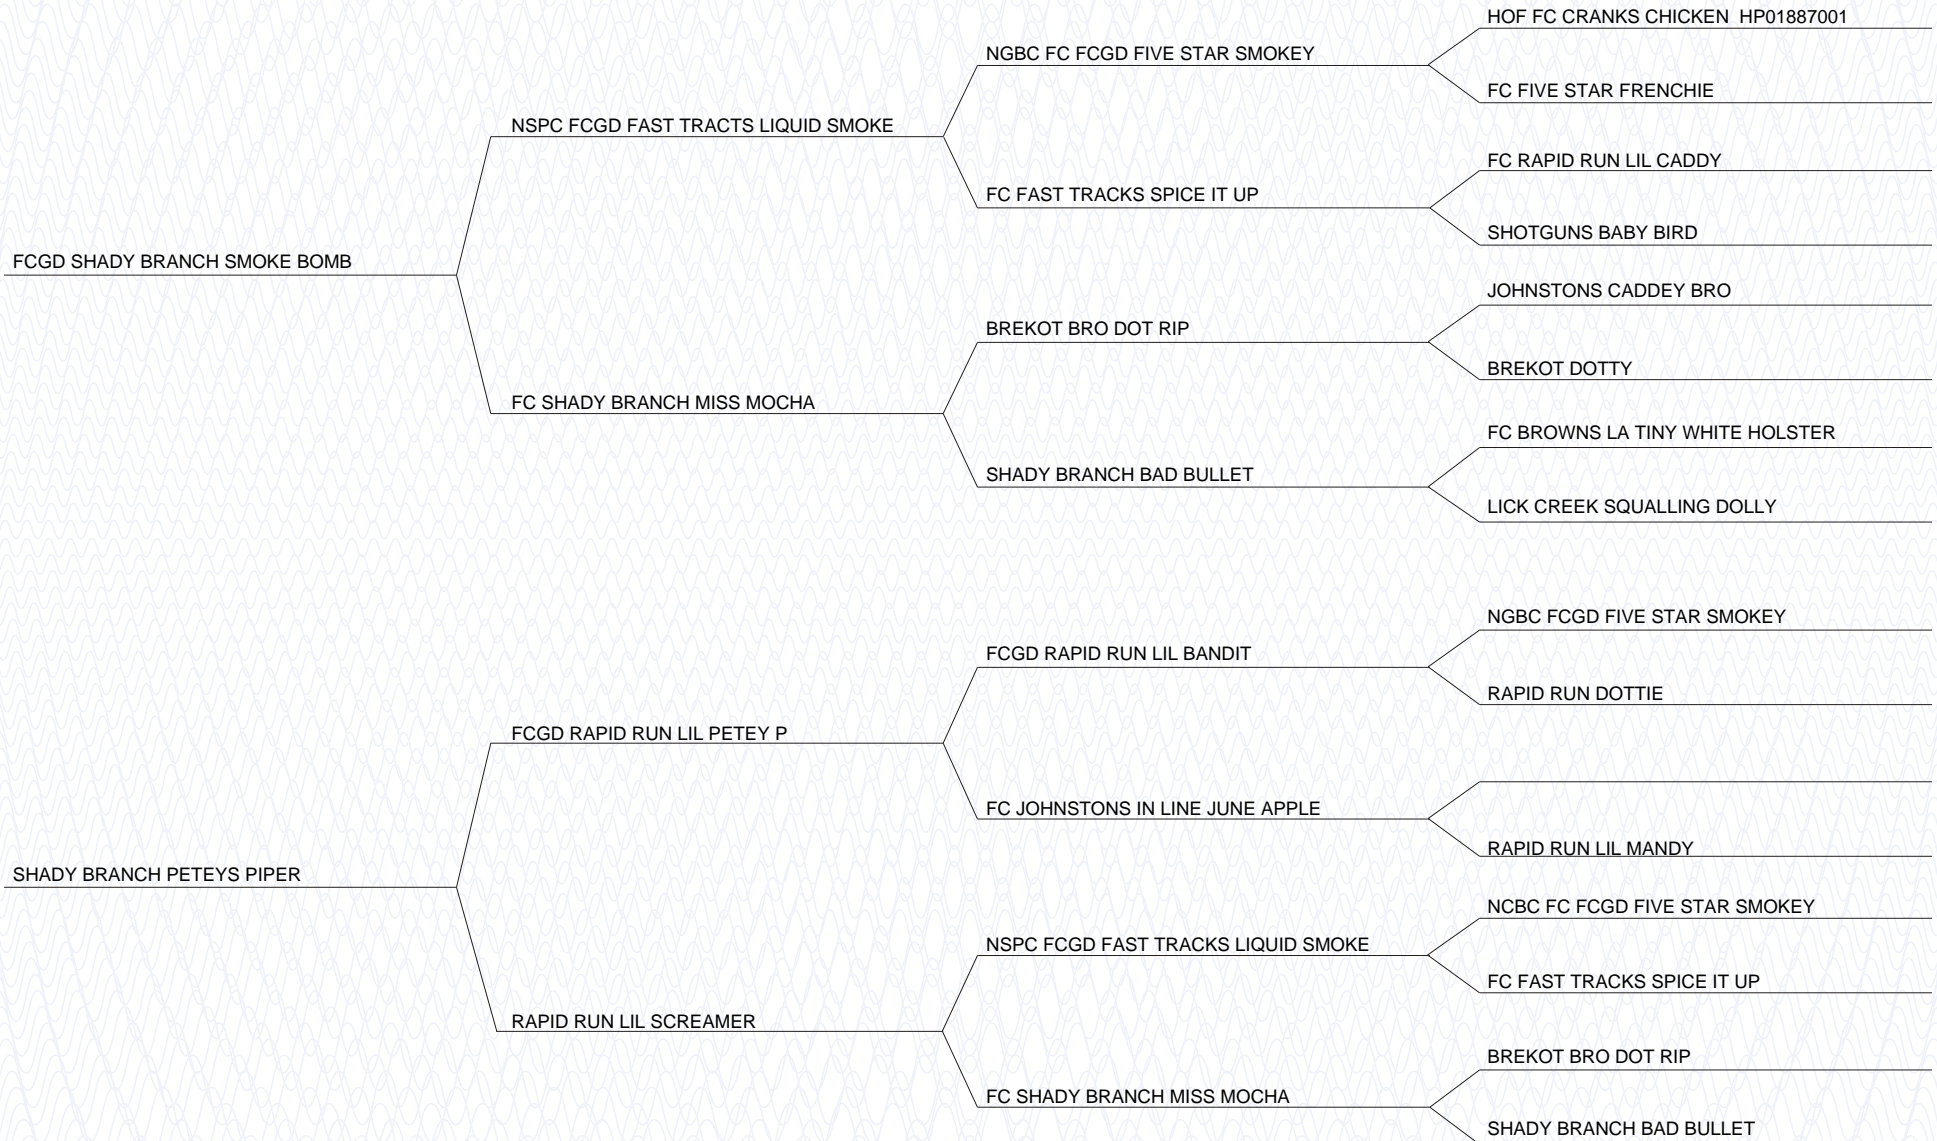 HOF FC CRANKS CHICKEN  HP01887001
NGBC FC FCGD FIVE STAR SMOKEY
FC FIVE STAR FRENCHIE
NSPC FCGD FAST TRACTS LIQUID SMOKE
FC RAPID RUN LIL CADDY
FC FAST TRACKS SPICE IT UP
SHOTGUNS BABY BIRD
FCGD SHADY BRANCH SMOKE BOMB
JOHNSTONS CADDEY BRO
BREKOT BRO DOT RIP
BREKOT DOTTY
FC SHADY BRANCH MISS MOCHA
FC BROWNS LA TINY WHITE HOLSTER
SHADY BRANCH BAD BULLET
LICK CREEK SQUALLING DOLLY
NGBC FCGD FIVE STAR SMOKEY
FCGD RAPID RUN LIL BANDIT
RAPID RUN DOTTIE
FCGD RAPID RUN LIL PETEY P
FC JOHNSTONS IN LINE JUNE APPLE
RAPID RUN LIL MANDY
SHADY BRANCH PETEYS PIPER
NCBC FC FCGD FIVE STAR SMOKEY
NSPC FCGD FAST TRACKS LIQUID SMOKE
FC FAST TRACKS SPICE IT UP
RAPID RUN LIL SCREAMER
BREKOT BRO DOT RIP
FC SHADY BRANCH MISS MOCHA
SHADY BRANCH BAD BULLET